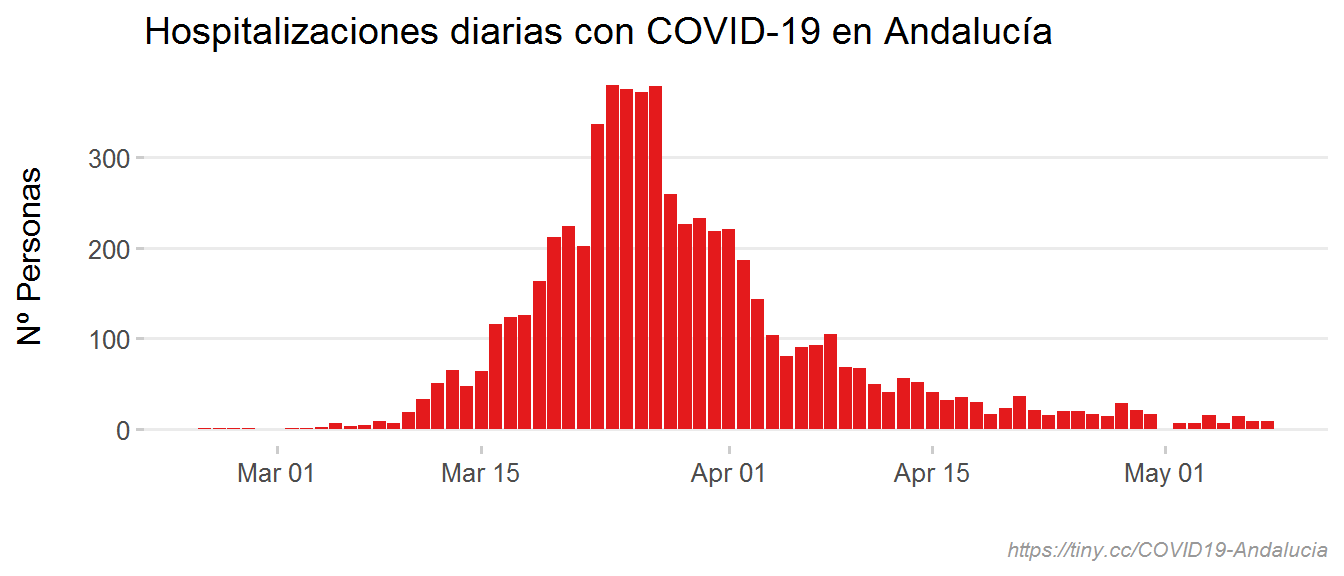 Hospitalizaciones diarias con COVID-19 en Andalucía
Nº Personas
300
200
100
0
Mar 01
Mar 15
Apr 01
Apr 15
May 01
https://tiny.cc/COVID19-Andalucia